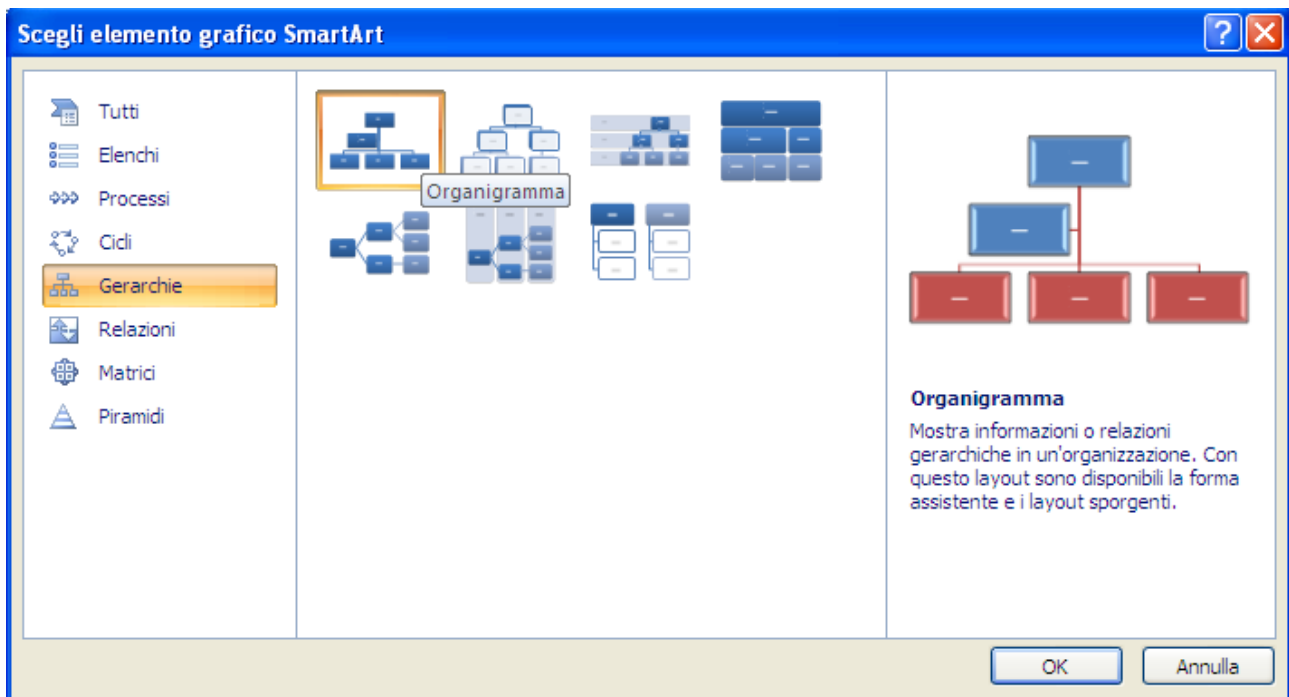 Scegli elemento grafico SmartArt
Tutti
Elenchi
Processi
Cicli
Gerarchie
Relazioni
Matrici
Piramidi
Organigramma
Organigramma
Mostra informazioni o relazioni
gerarchiche in un'organizzazione. Con
questo layout sono disponibili la forma
assistente e i layout sporgenti.
OK
Annulla